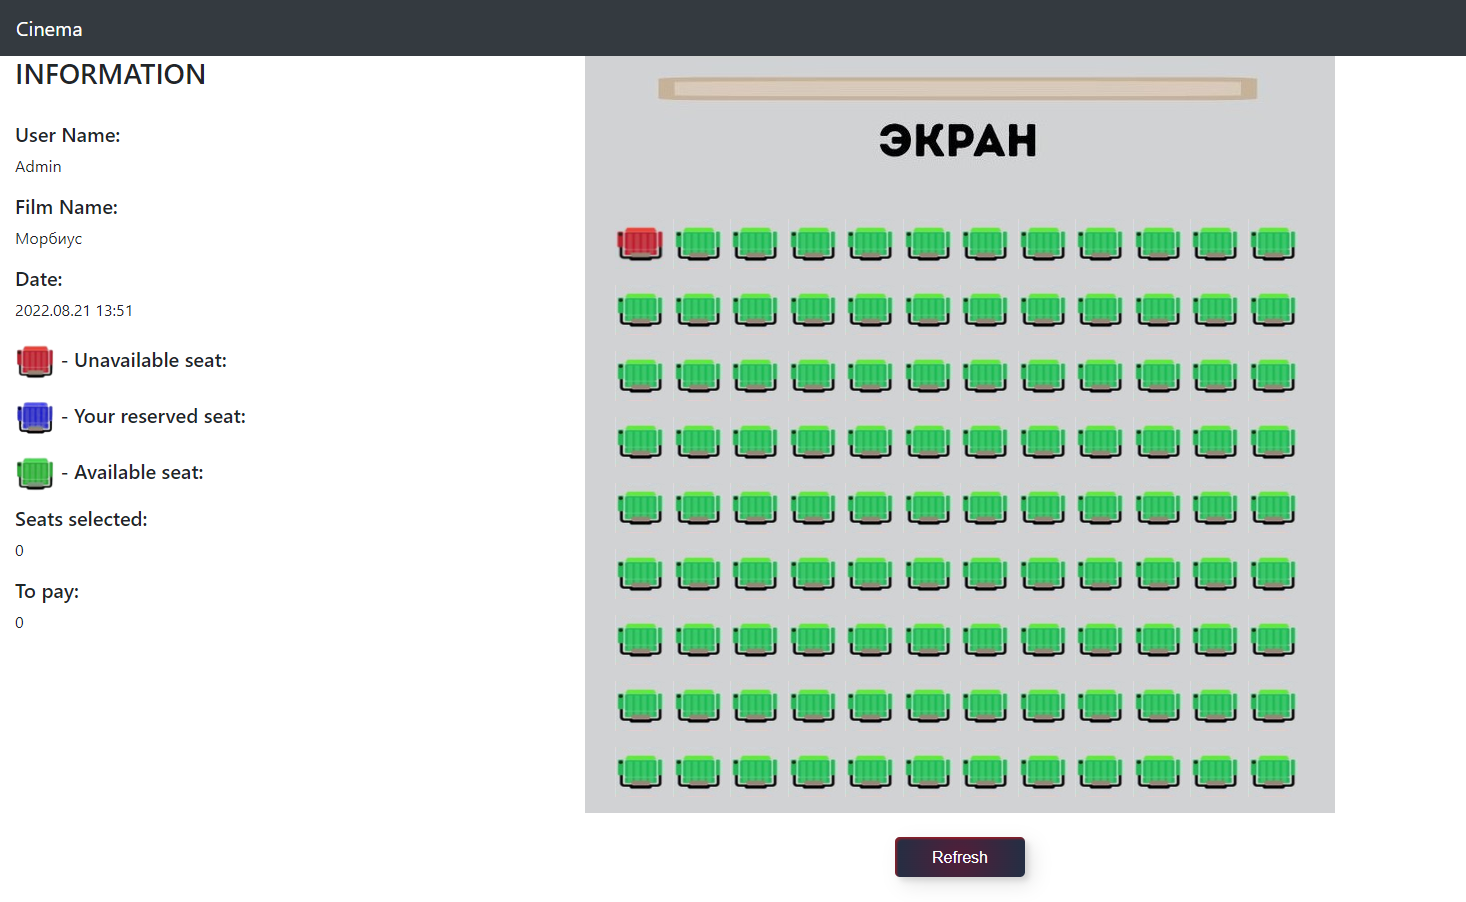 Cinema
INFORMATION
User Name:
Admin
Film Name:
Морбиус
Date:
2022.08.21 13:51
- Unavailable seat:
- Your reserved seat:
- Available seat:
Seats selected:
0
To pay:
0
ЭКРАН
Refresh